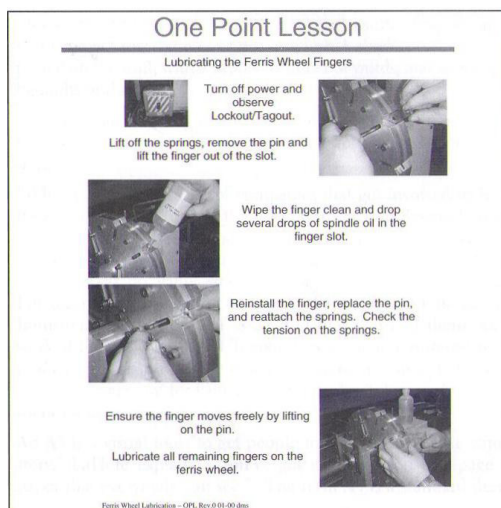 One Point Lesson
Lubricating the Ferris Wheel Fingers
Turn off power and
observe
Lockout/Tagout.
Lift off the springs, remove the pin and
lift the finger out of the slot.
Wipe the finger clean and drop
several drops of spindle oil in the
finger slot.
Reinstall the finger, replace the pin,
and reattach the springs. Check the
tension on the springs.
Ensure the finger moves freely by lifting
on the pin.
Lubricate all remaining fingers on the
ferris wheel.
Ferris Wheel Lubrication – OPL Rev.0 01-00 dms